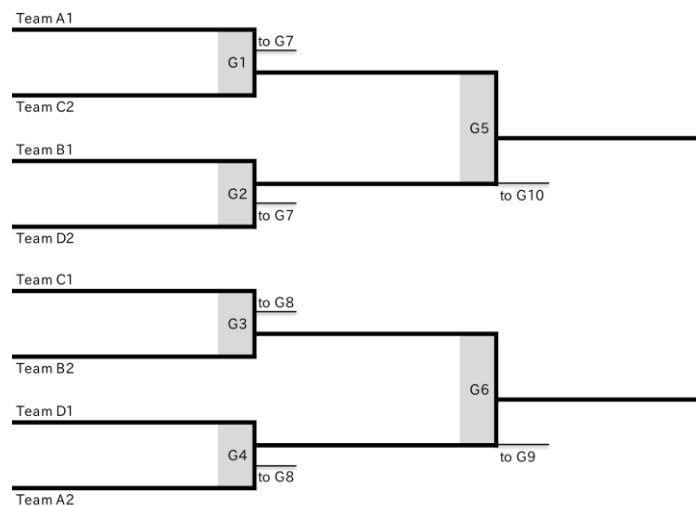 Team A1
to G7
G1
Team C2
G5
Team B1
G2
to G10
to G7
Team D2
Team C1
to G8
G3
Team B2
G6
Team D1
G4
to G9
to G8
Team A2